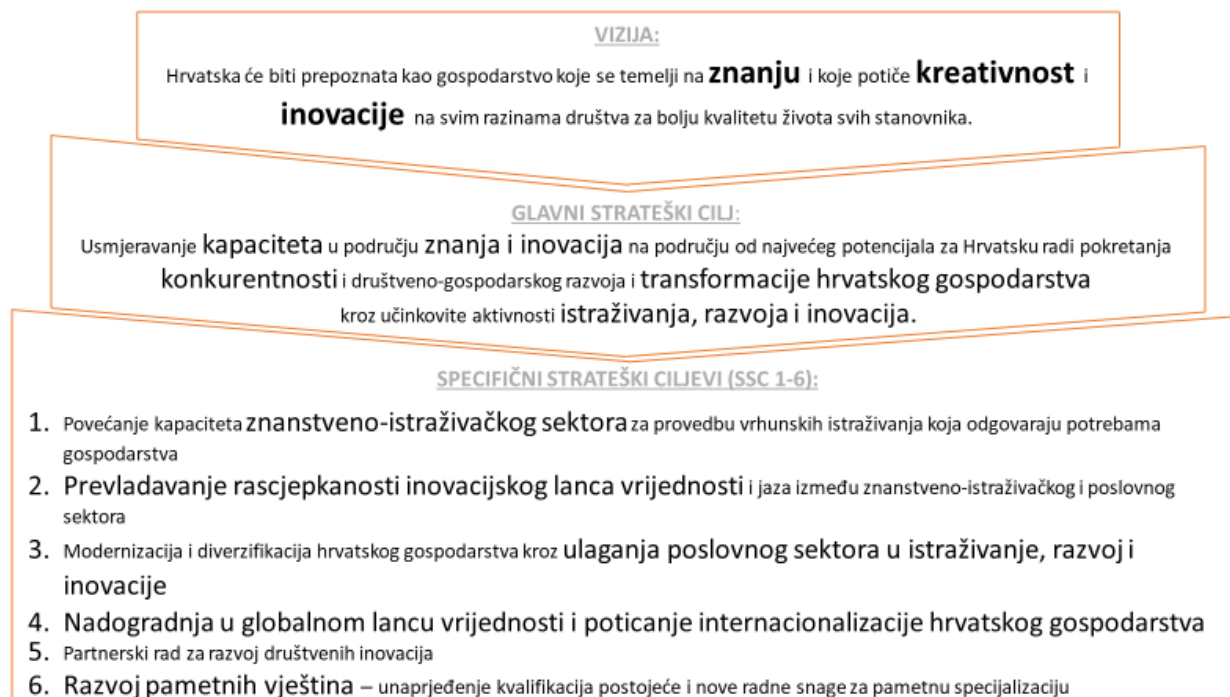 VIZIJA:
Hrvatska će biti prepoznata kao gospodarstvo koje se temelji na znanju i koje potiče kreativnost i
inovacije na svim razinama društva za bolju kvalitetu života svih stanovnika.
GLAVNI STRATEŠKI CILJ:
Usmjeravanje kapaciteta u području znanja i inovacija na području od najvećeg potencijala za Hrvatsku radi pokretanja
konkurentnosti i društveno-gospodarskog razvoja i transformacije hrvatskog gospodarstva
kroz učinkovite aktivnosti istraživanja, razvoja i inovacija.
SPECIFIČNI STRATEŠKI CILJEVI (SSC 1-6):
1. Povećanje kapaciteta znanstveno-istraživačkog sektora za provedbu vrhunskih istraživanja koja odgovaraju potrebama
gospodarstva
2. Prevladavanje rascjepkanosti inovacijskog lanca vrijednosti i jaza između znanstveno-istraživačkog i poslovnog
sektora
3. Modernizacija i diverzifikacija hrvatskog gospodarstva kroz ulaganja poslovnog sektora u istraživanje, razvoj i
inovacije
4. Nadogradnja u globalnom lancu vrijednosti i poticanje internacionalizacije hrvatskog gospodarstva
5. Partnerski rad za razvoj društvenih inovacija
6. Razvoj pametnih vještina – unaprjeđenje kvalifikacija postojeće i nove radne snage za pametnu specijalizaciju